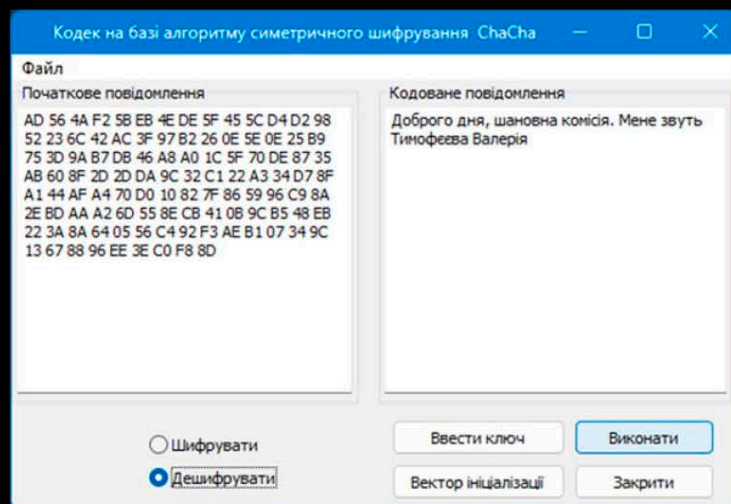 Кодек на базі алгоритму симетричного шифрування ChaCha
Файл
Початкове повідомлення
AD 56 4A F2 5B EB 4E DE 5F 45 5C D4 D2 98
52 23 6C 42 AC 3F 97 B2 26 0E 5E 0E 25 B9
75 3D 9A B7 DB 46 A8 A0 1C 5F 70 DE 87 35
AB 60 8F 2D 2D DA 9C 32 C1 22 A3 34 D7 8F
A1 44 AF A4 70 D0 10 82 7F 86 59 96 C9 8A
2E BD AA A2 6D 55 8E CB 41 0B 9C B5 48 EB
22 3A 8A 64 05 56 C4 92 F3 AE B1 07 34 9C
13 67 88 96 EE 3E C0 F8 8D
Кодоване повідомлення
Доброго дня, шановна комісія. Мене звуть
Тимофеєва Валерія
Шифрувати
Дешифрувати
Ввести ключ
Виконати
Вектор ініціалізації
Закрити